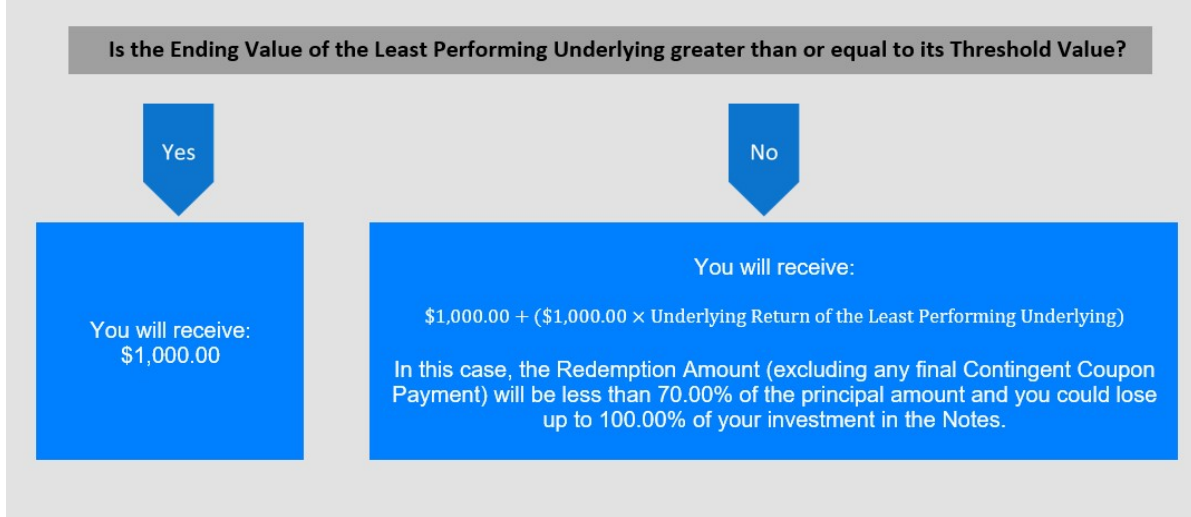 Is the Ending Value of the Least Performing Underlying greater than or equal to its Threshold Value?
Yes
No
You will receive:
$1,000.00
You will receive:
$1,000.00 + ($1,000.00 × Underlying Return of the Least Performing Underlying)
In this case, the Redemption Amount (excluding any final Contingent Coupon
Payment) will be less than 70.00% of the principal amount and you could lose
up to 100.00% of your investment in the Notes.